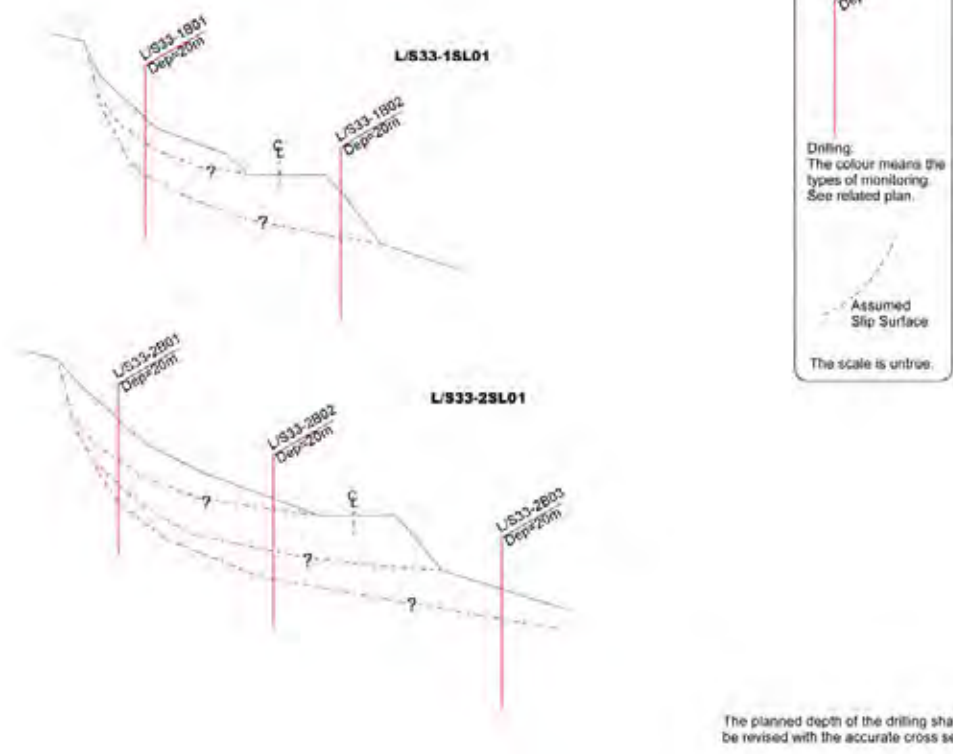 L/S33-1B01
Dep=20m
L/S33-1SL01
L/S33-1B02
Dep=20m
℄
?
?
L/S33-2B01
Dep=20m
L/S33-2SL01
L/S33-2B02
Dep=20m
℄
L/S33-2B03
Dep=20m
?
?
?
Drilling:
The colour means the
types of monitoring.
See related plan.
Assumed
Slip Surface
The scale is untrue.
The planned depth of the drilling
be revised with the accurate cross